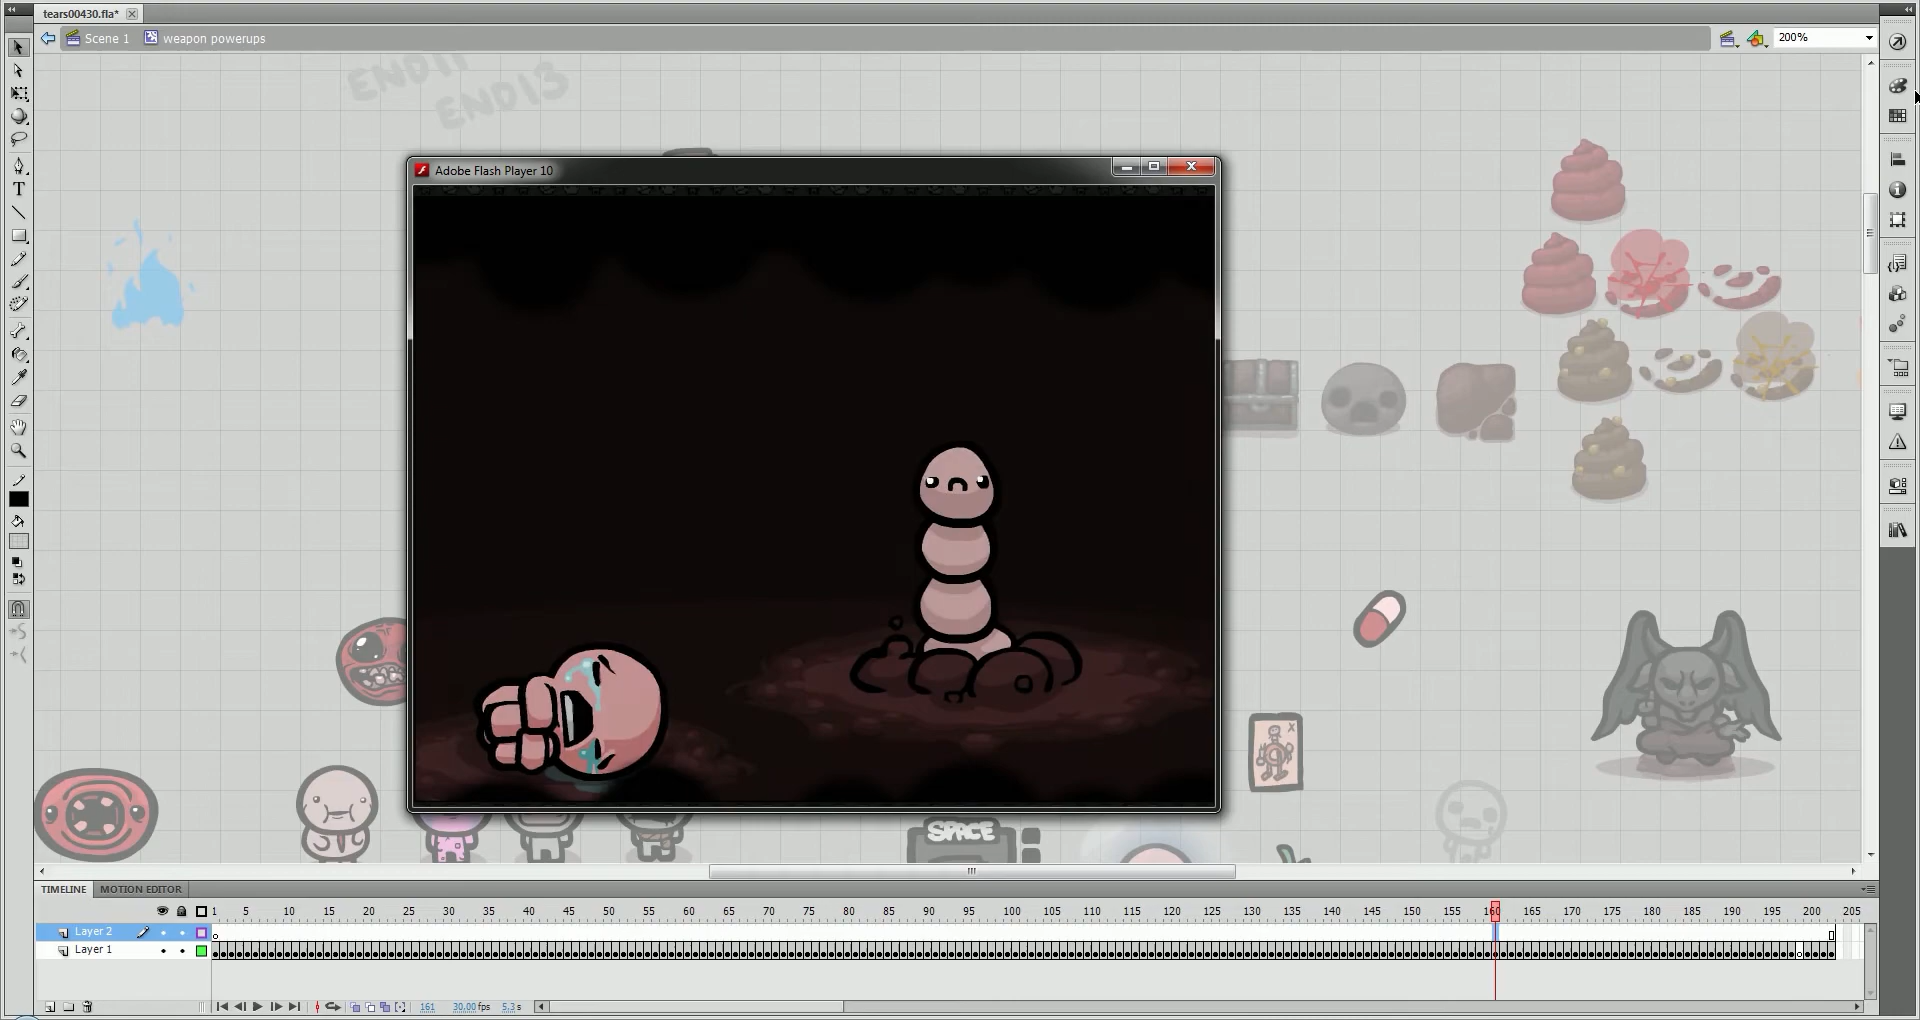 tears00430.fla*
Scene 1
weapon powerups
200%
END11
END13
Adobe Flash Player 10
T
X
SPACE
TIMELINE
MOTION EDITOR
1 5 10 15 20 25 30 35 40 45 50 55 60 65 70 75 80 85 90 95 100 105 110 115 120 125 130 135 140 145 150 155 160 165 170 175 180 185 190 195 200 205
Layer 2
Layer 1
161
30.00 fps
5.3 s